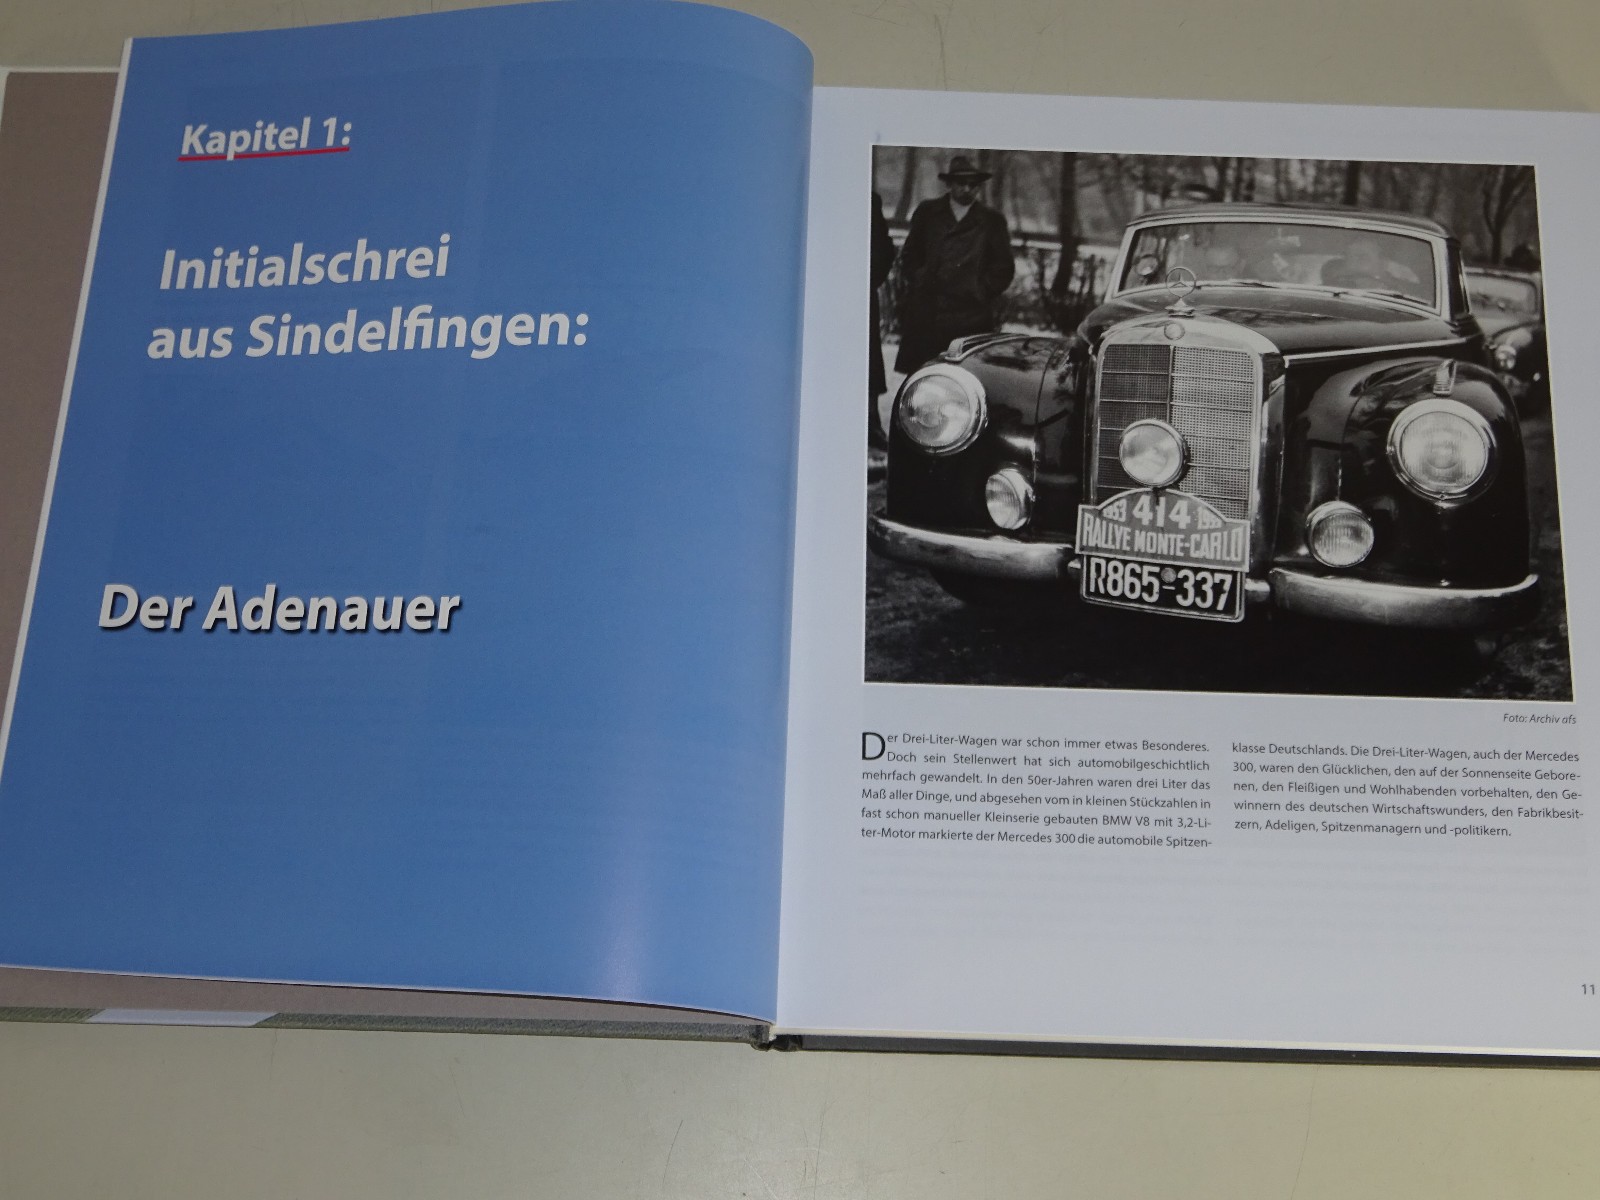 Kapitel 1:
Initialschrei
aus Sindelfingen:
Der Adenauer
414
RALLYE MONTE-CARLO
R865-337
Foto: Archiv afs
Der Drei-Liter-Wagen war schon immer etwas Besonderes.
Doch sein Stellenwert hat sich automobilgeschichtlich
mehrfach gewandelt. In den 50er-Jahren waren drei Liter das
Maß aller Dinge, und abgesehen vom in kleinen Stückzahlen in
fast schon manueller Kleinserie gebauten BMW V8 mit 3,2-Li-
ter-Motor markierte der Mercedes 300 die automobile Spitzen-
klasse Deutschlands. Die Drei-Liter-Wagen, auch der Mercedes
300, waren den Glücklichen, den auf der Sonnenseite Gebore-
nen, den Fleißigen und Wohlhabenden vorbehalten, den Ge-
winnern des deutschen Wirtschaftswunders, den Fabrikbesit-
zern, Adeligen, Spitzenmanagern und -politikern.
11